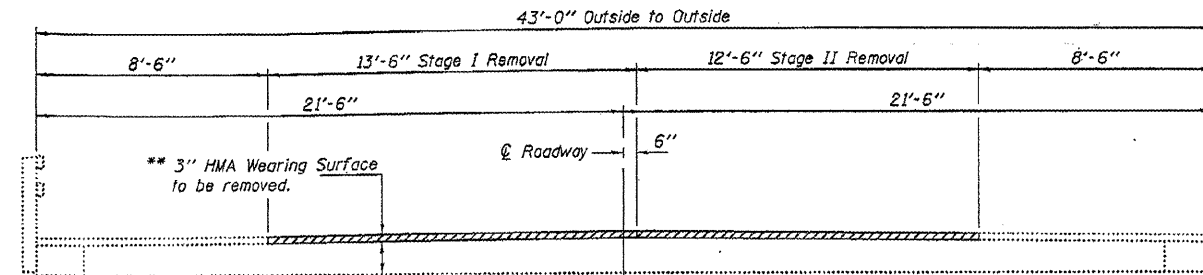 43'-0" Outside to Outside
8'-6"
13'-6" Stage I Removal
12'-6" Stage II Removal
8'-6"
21'-6"
21'-6"
** 3" HMA Wearing Surface
to be removed.
℄ Roadway
6"